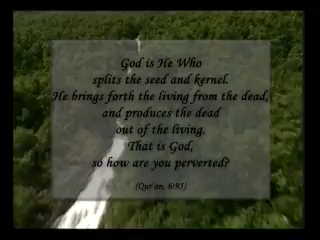 God is He Who
splits the seed and kernel.
He brings forth the living from the dead,
and produces the dead
out of the living.
That is God,
so how are you perverted?
(Qur'an, 6:95)